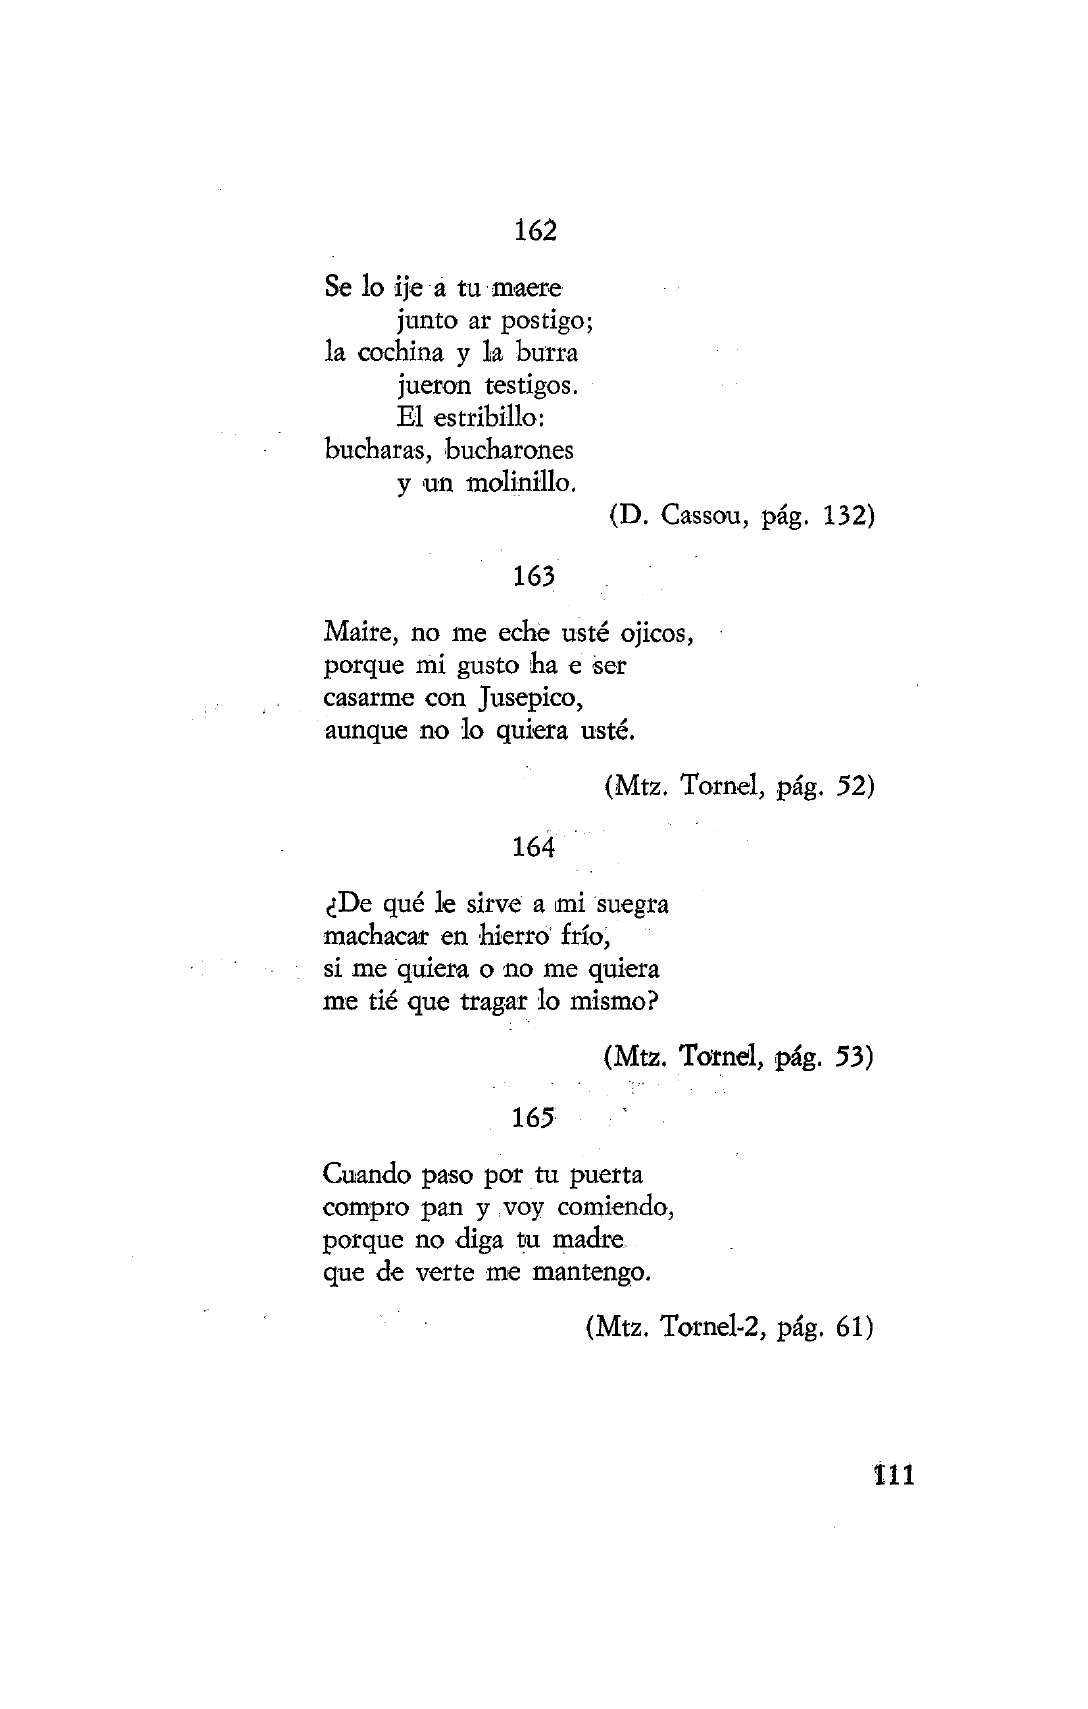 162
Se lo ije a tu maere
junto ar postigo;
la cochina y la burra
jueron testigos.
El estribillo:
bucharas, bucharones
y un molinillo.
(D. Cassou, pág. 132)
163
Maire, no me eche usté ojicos,
porque mi gusto ha e ser
casarme con Jusepico,
aunque no lo quiera usté.
(Mtz. Tornel, pág. 52)
164
¿De qué le sirve a mi suegra
machacar en hierro frío,
si me quiera o no me quiera
me tié que tragar lo mismo?
(Mtz. Tornel, pág. 53)
165
Cuando paso por tu puerta
compro pan y voy comiendo,
porque no diga tu madre
que de verte me mantengo.
(Mtz. Tornel-2, pág. 61)
111